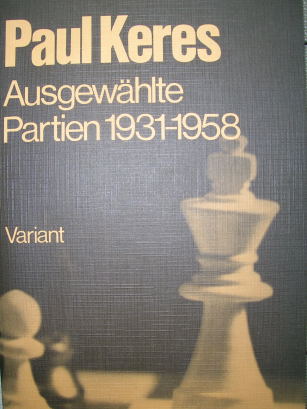 Paul Keres
Ausgewählte
Partien 1931-1958
Variant